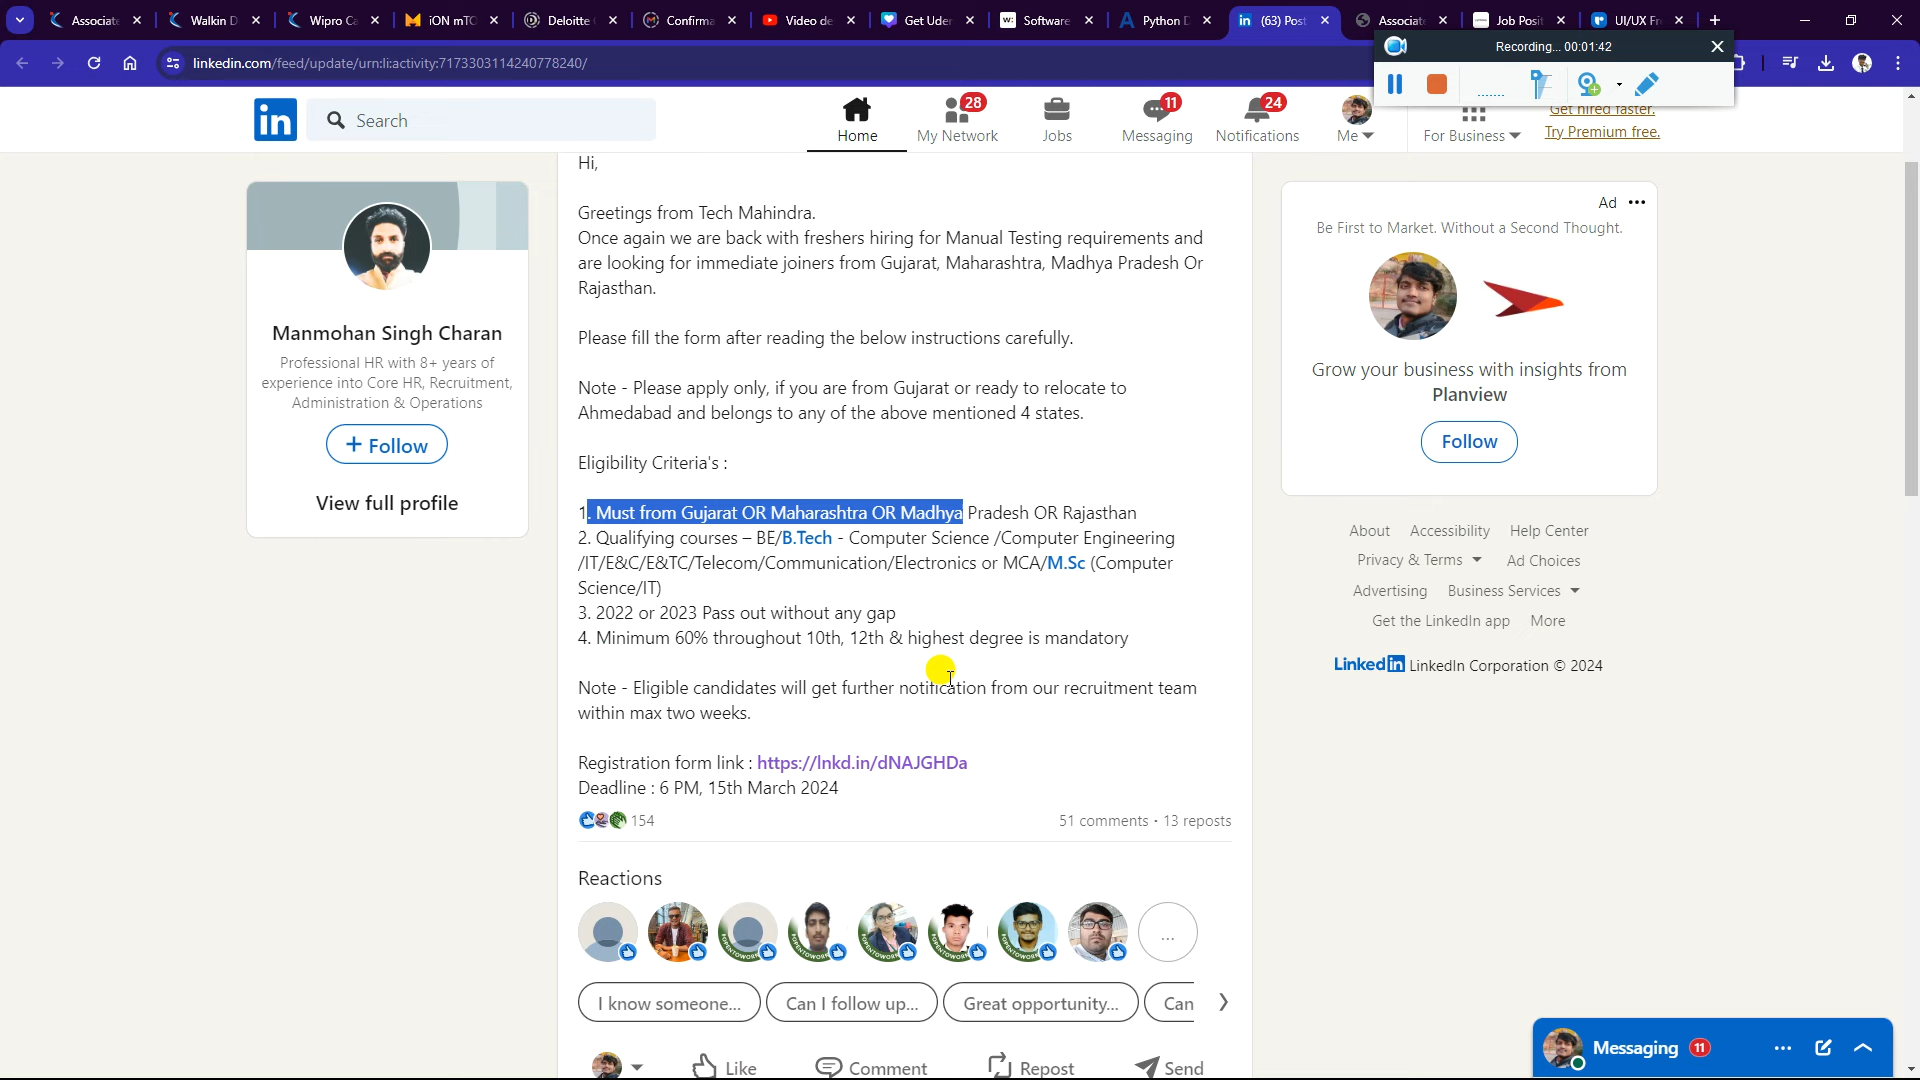 Associate
Walkin D
Wipro Ca
iON mTC
Deloitte
Confirma
Video de
Get Uder
Software
Python D
(63) Post
Associate
Job Posit
UI/UX Fr
linkedin.com/feed/update/urn:li:activity:7173303114240778240/
Recording... 00:01:42
in
Search
Home
28
My Network
Jobs
11
Messaging
24
Notifications
Me
For Business
Get hired faster.
Try Premium free.
Manmohan Singh Charan
Professional HR with 8+ years of
experience into Core HR, Recruitment,
Administration & Operations
+ Follow
View full profile
Hi,
Greetings from Tech Mahindra.
Once again we are back with freshers hiring for Manual Testing requirements and
are looking for immediate joiners from Gujarat, Maharashtra, Madhya Pradesh Or
Rajasthan.
Please fill the form after reading the below instructions carefully.
Note - Please apply only, if you are from Gujarat or ready to relocate to
Ahmedabad and belongs to any of the above mentioned 4 states.
Eligibility Criteria's :
1. Must from Gujarat OR Maharashtra OR Madhya Pradesh OR Rajasthan
2. Qualifying courses – BE/B.Tech - Computer Science /Computer Engineering
/IT/E&C/E&TC/Telecom/Communication/Electronics or MCA/M.Sc (Computer
Science/IT)
3. 2022 or 2023 Pass out without any gap
4. Minimum 60% throughout 10th, 12th & highest degree is mandatory
Note - Eligible candidates will get further notification from our recruitment team
within max two weeks.
Registration form link : https://lnkd.in/dNAJGHDa
Deadline : 6 PM, 15th March 2024
154
51 comments · 13 reposts
Reactions
I know someone...
Can I follow up...
Great opportunity...
Can
Like
Comment
Repost
Send
Ad
Be First to Market. Without a Second Thought.
Grow your business with insights from
Planview
Follow
About Accessibility Help Center
Privacy & Terms Ad Choices
Advertising Business Services
Get the LinkedIn app More
LinkedIn LinkedIn Corporation © 2024
Messaging 11